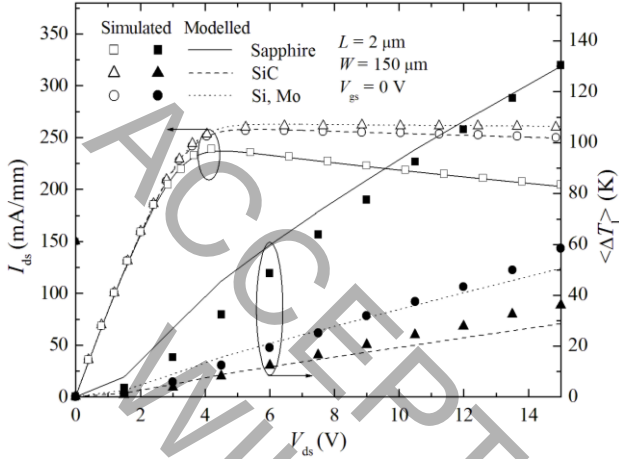 Simulated Modelled
Sapphire
SiC
Si, Mo
L = 2 μm
W = 150 μm
V_gs = 0 V
350
300
250
200
150
100
50
0
I_ds (mA/mm)
140
120
100
80
60
40
20
0
<ΔT_L> (K)
0 2 4 6 8 10 12 14
V_ds (V)
ACCEPT
WI